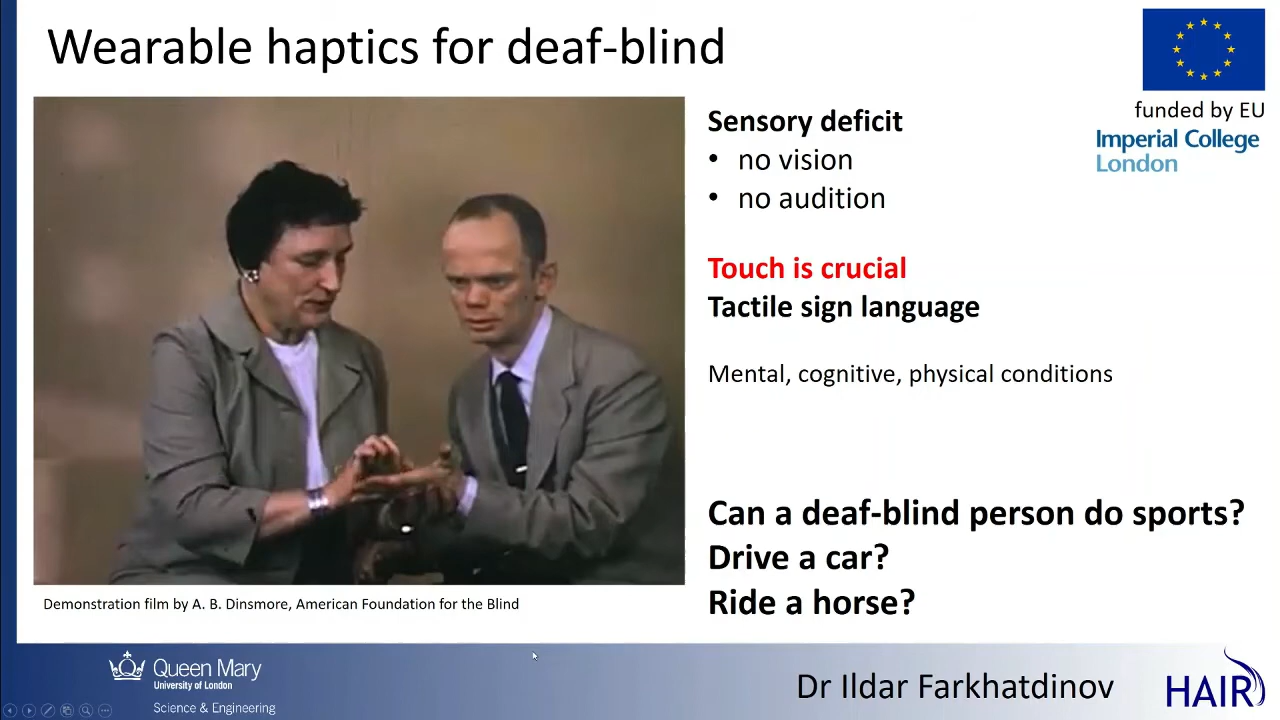 Wearable haptics for deaf-blind
funded by EU
Imperial College
London
Sensory deficit
• no vision
• no audition
Touch is crucial
Tactile sign language
Mental, cognitive, physical conditions
Can a deaf-blind person do sports?
Drive a car?
Ride a horse?
Demonstration film by A. B. Dinsmore, American Foundation for the Blind
Queen Mary
University of London
Science & Engineering
Dr Ildar Farkhatdinov
HAIR